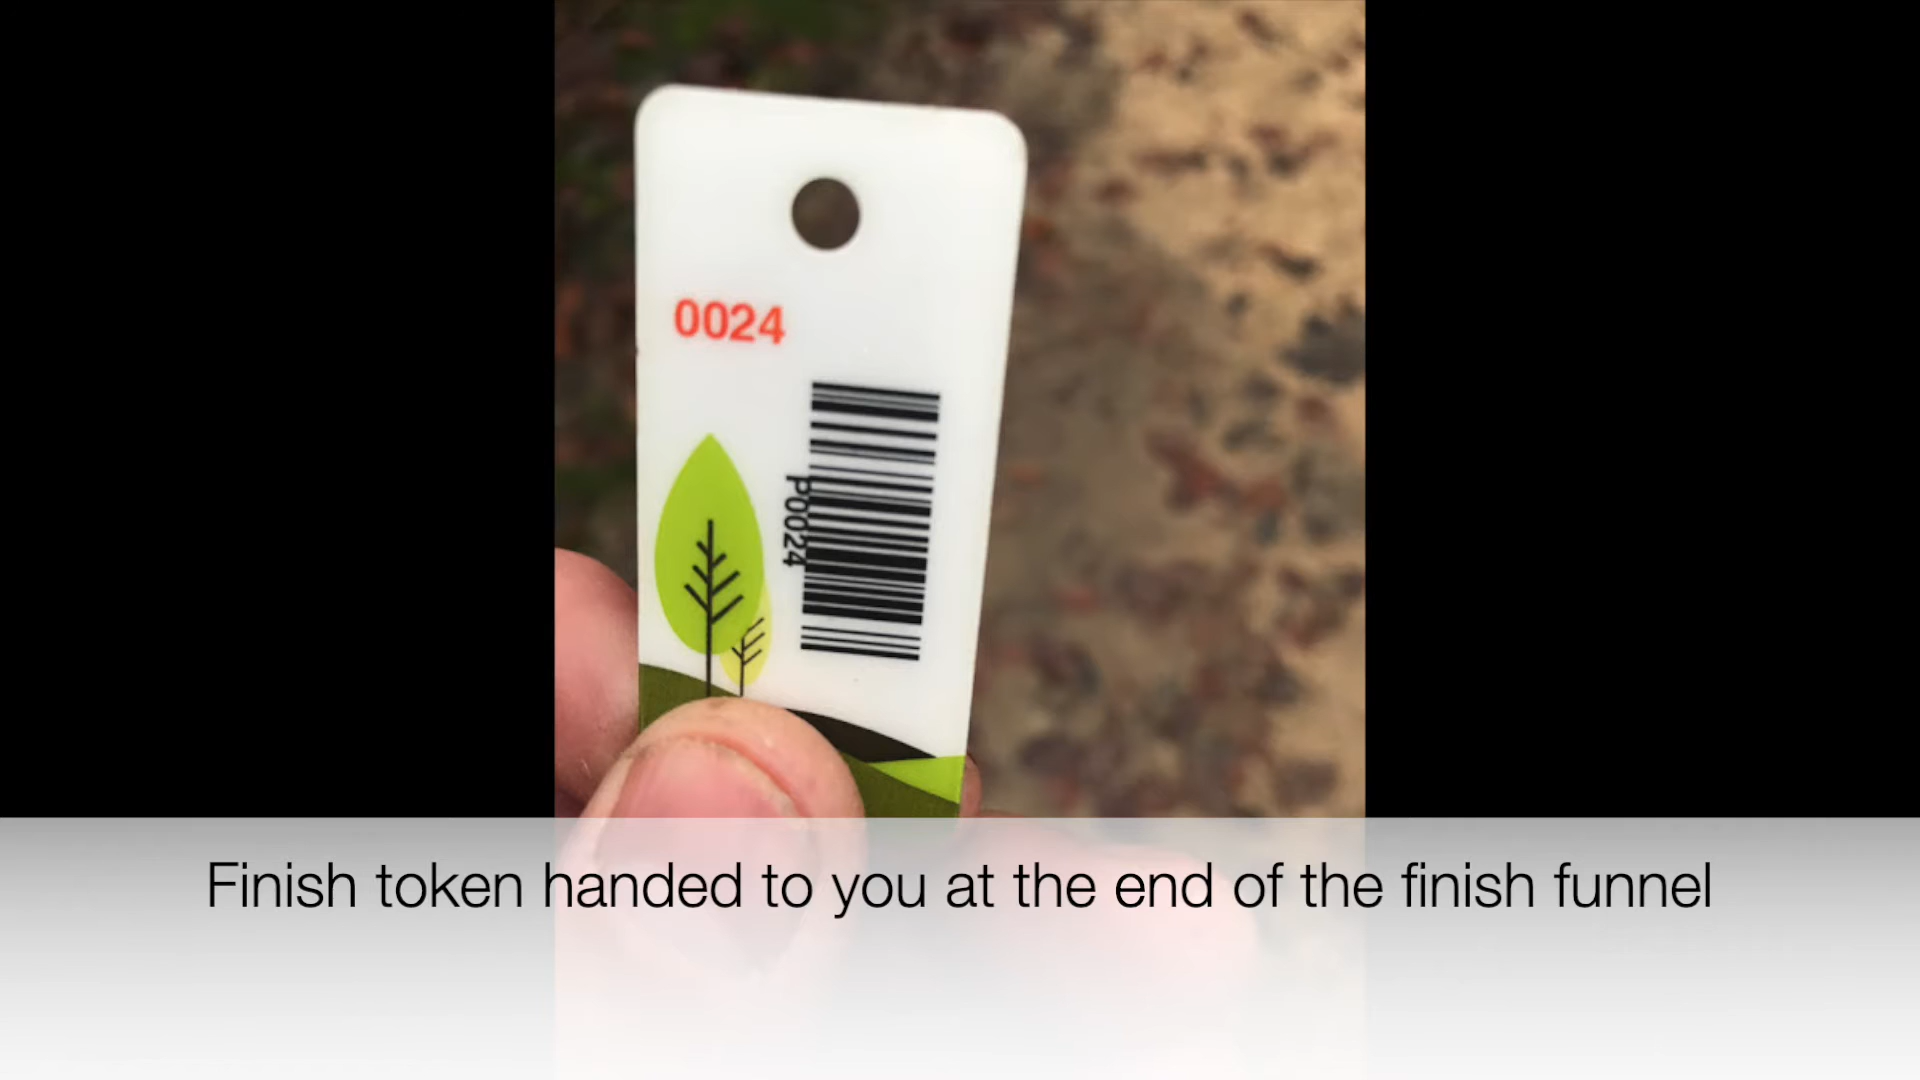 0024
P0024
Finish token handed to you at the end of the finish funnel